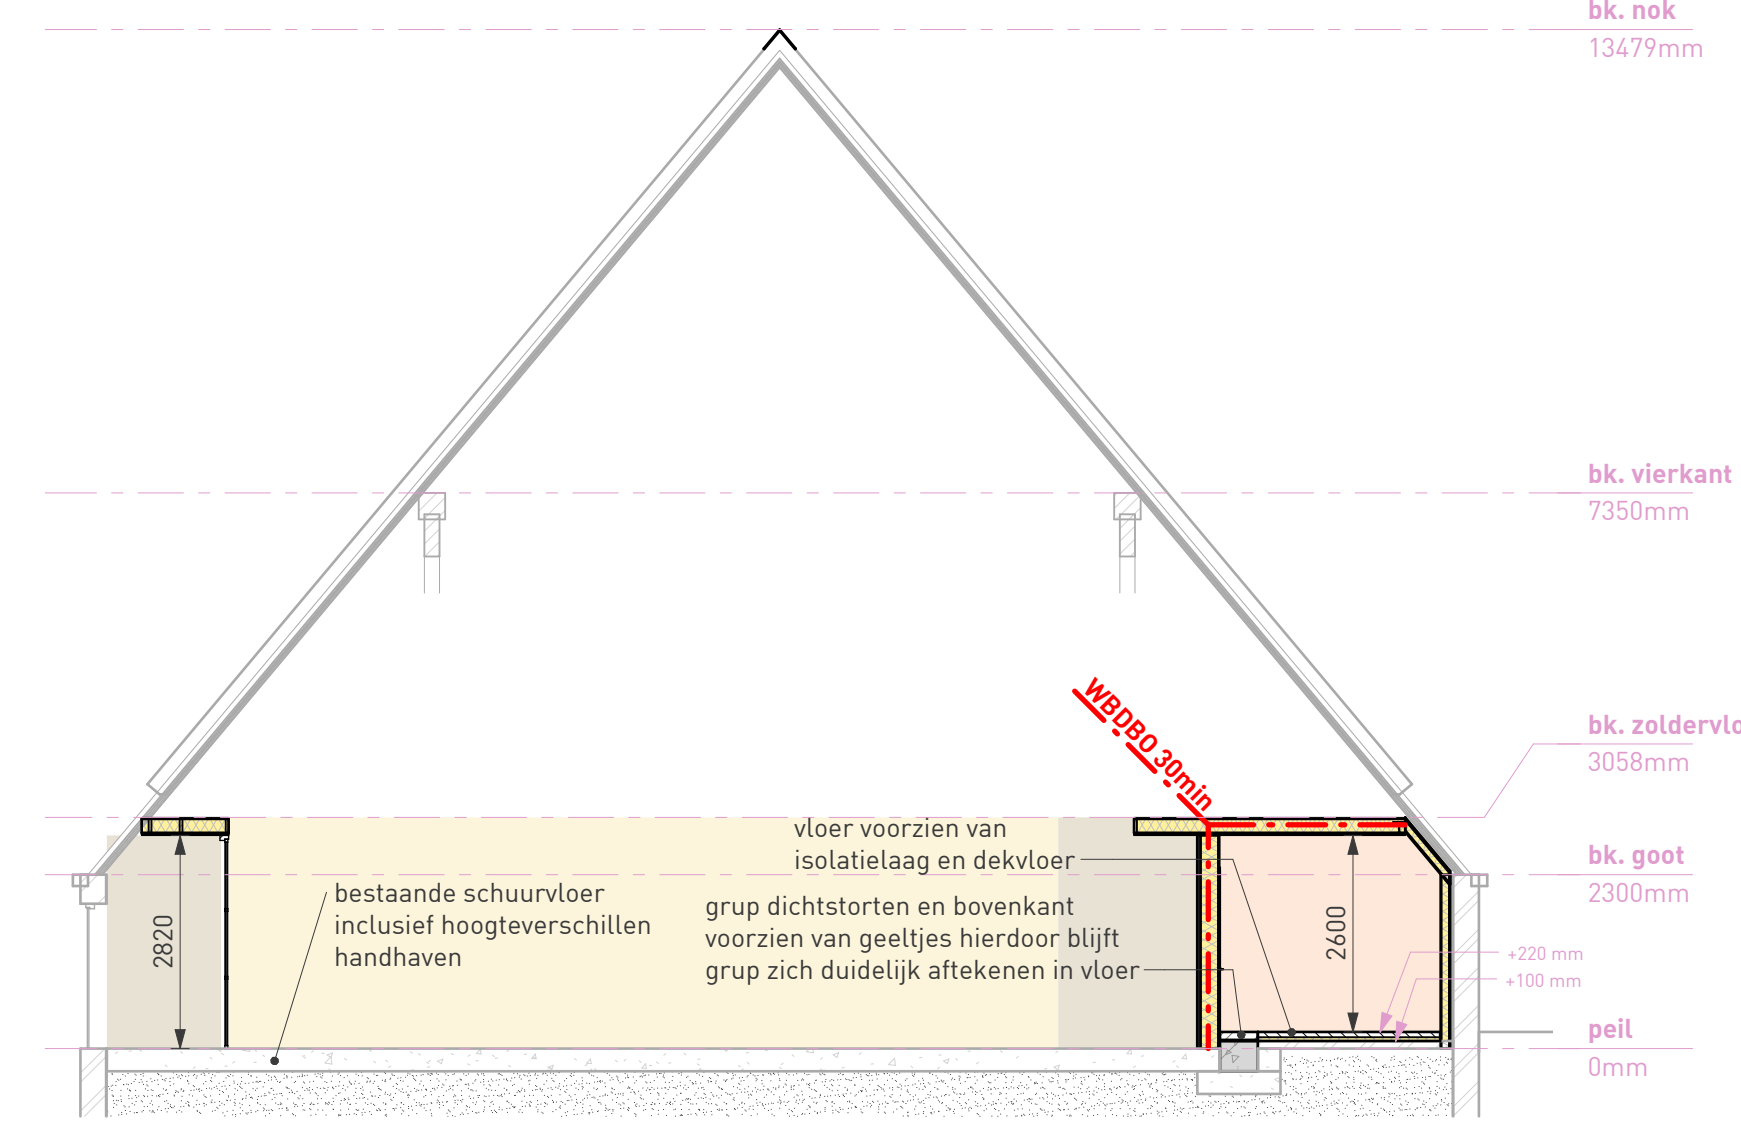 bk. nok
13479mm
bk. vierkant
7350mm
WBDBO 30min
bk. zoldervlo
3058mm
vloer voorzien van
isolatielaag en dekvloer
bk. goot
2300mm
bestaande schuurvloer
inclusief hoogteverschillen
handhaven
grup dichtstorten en bovenkant
voorzien van geeltjes hierdoor blijft
grup zich duidelijk aftekenen in vloer
2820
2600
+220 mm
+100 mm
peil
0mm